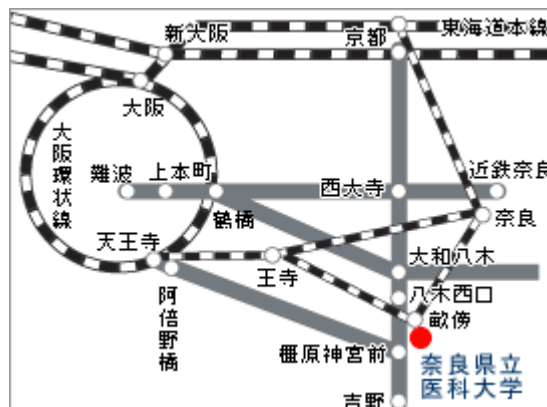 新大阪
京都
東海道本線
大阪
大阪環状線
難波
上本町
西大寺
近鉄奈良
鶴橋
奈良
天王寺
王寺
大和八木
阿倍野橋
八木西口
畝傍
橿原神宮前
奈良県立
医科大学
吉野